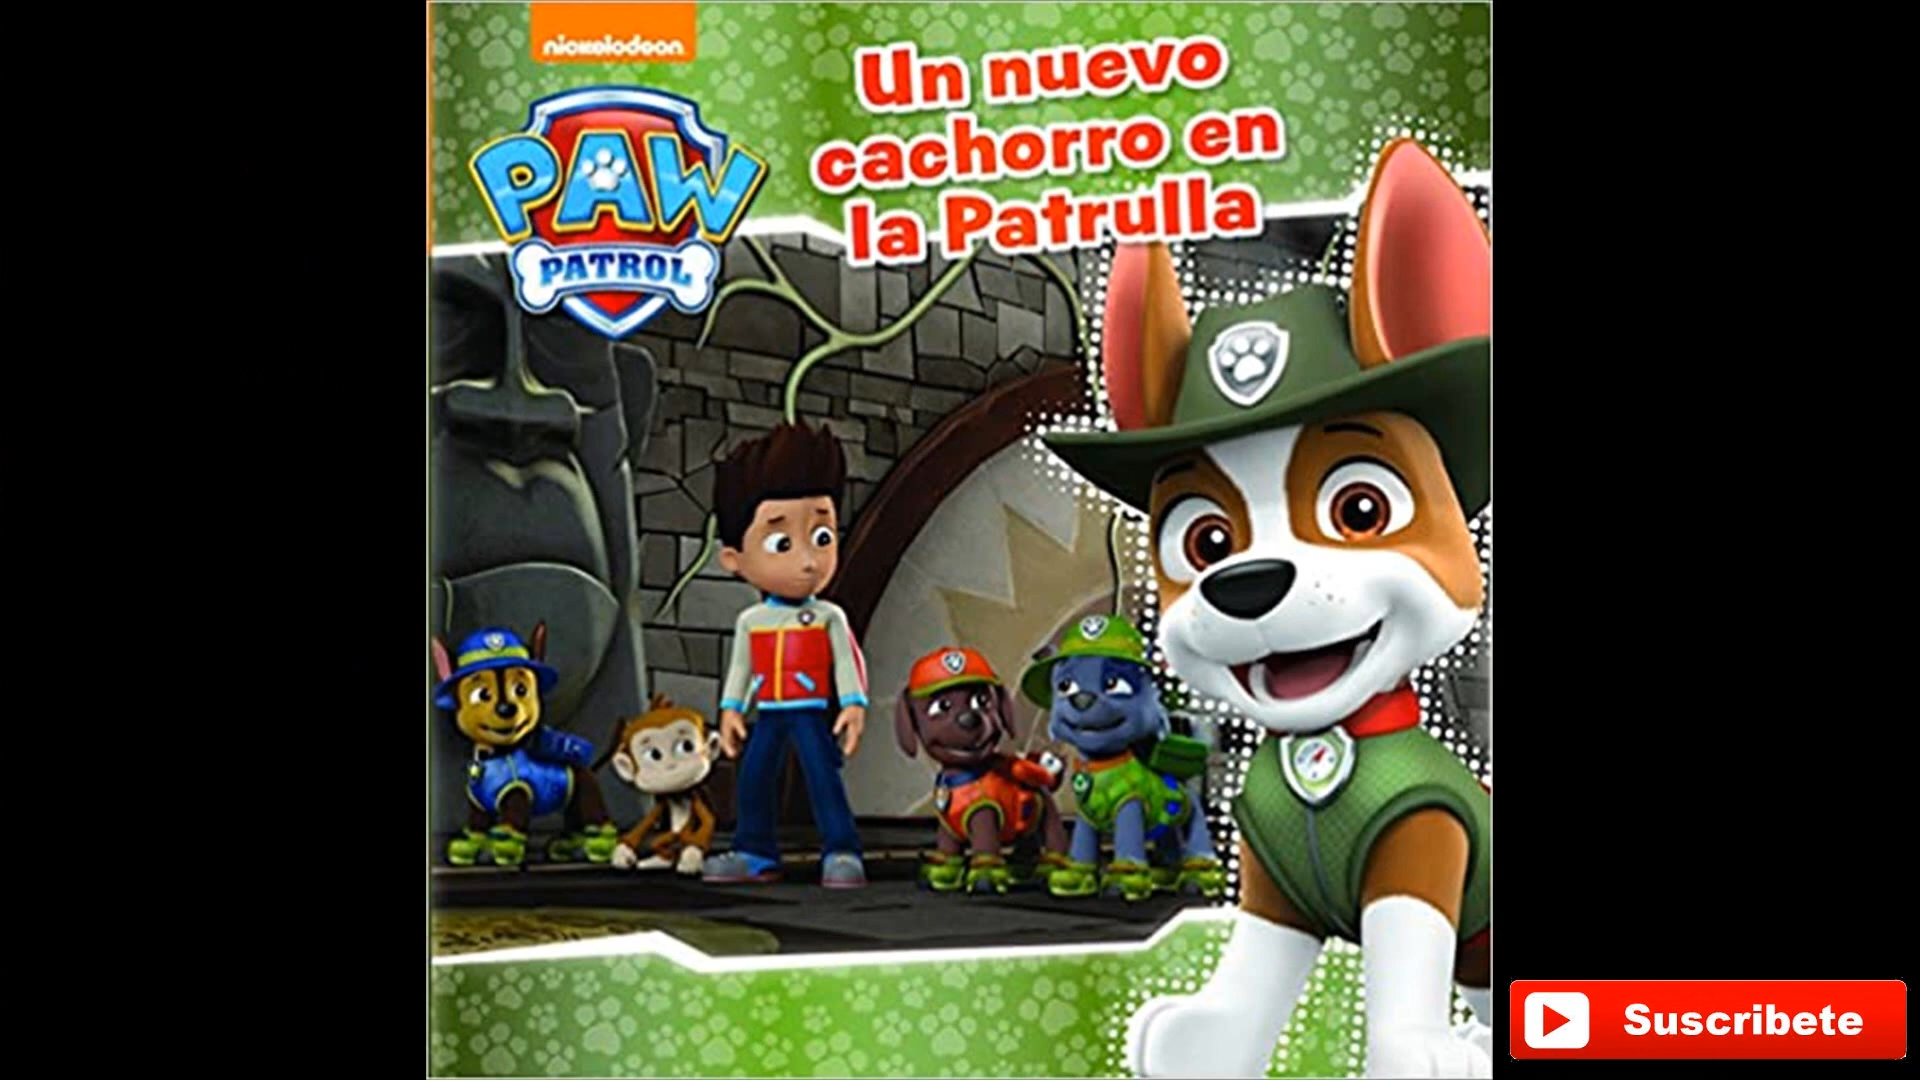 nickelodeon
PAW
PATROL
Un nuevo
cachorro en
la Patrulla
Suscribete